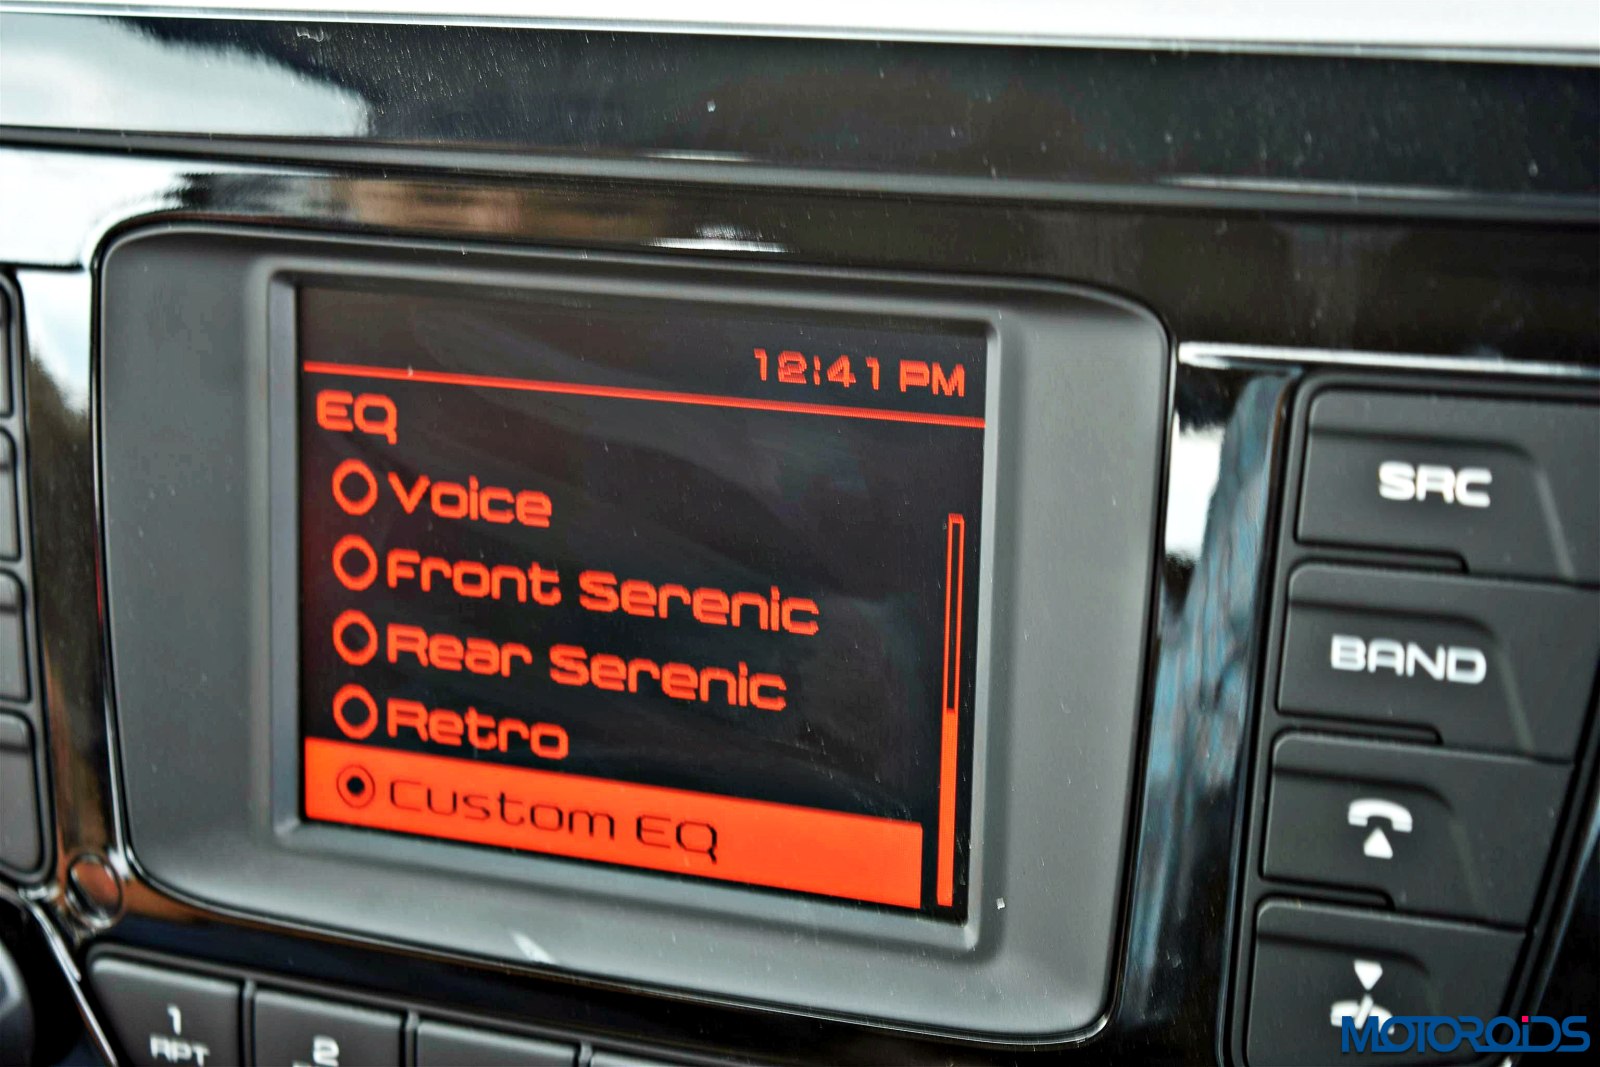 12:41 PM
EQ
Voice
Front Serenic
Rear Serenic
Retro
Custom EQ
SRC
BAND
1
RPT
2
MOTOROIDS